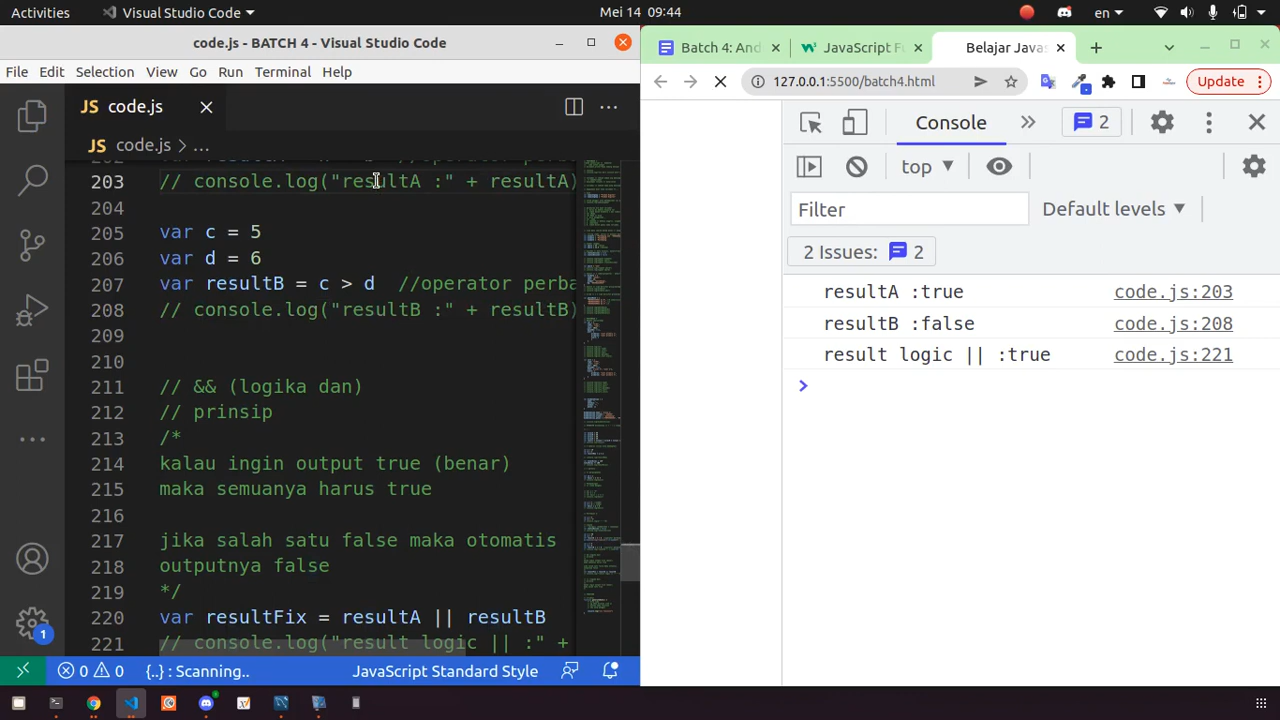 Activities
Visual Studio Code
Mei 14 09:44
en
code.js - BATCH 4 - Visual Studio Code
File Edit Selection View Go Run Terminal Help
JS code.js
JS code.js > ...
203 // console.log("resultA :" + resultA)
204
205 var c = 5
206 var d = 6
207 var resultB = c > d //operator perba
208 // console.log("resultB :" + resultB)
209
210
211 // && (logika dan)
212 // prinsip
213 /*
214 kalau ingin output true (benar)
215 maka semuanya harus true
216
217 jika salah satu false maka otomatis
218 outputnya false
219 */
220 var resultFix = resultA || resultB
221 // console.log("result logic || :" +
1
0 0 {..} : Scanning.. JavaScript Standard Style
Batch 4: And
JavaScript Fu
Belajar Javas
127.0.0.1:5500/batch4.html
Update
Console
2
top
Filter
Default levels
2 Issues: 2
resultA :true code.js:203
resultB :false code.js:208
result logic || :true code.js:221